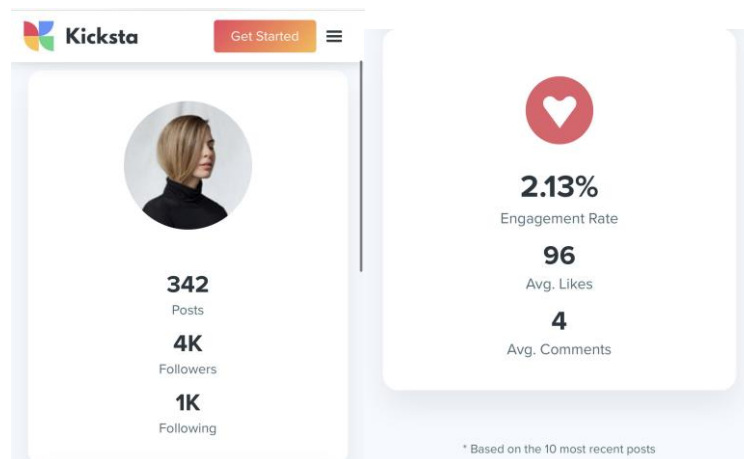 Kicksta
Get Started
342
Posts
4K
Followers
1K
Following
2.13%
Engagement Rate
96
Avg. Likes
4
Avg. Comments
* Based on the 10 most recent posts